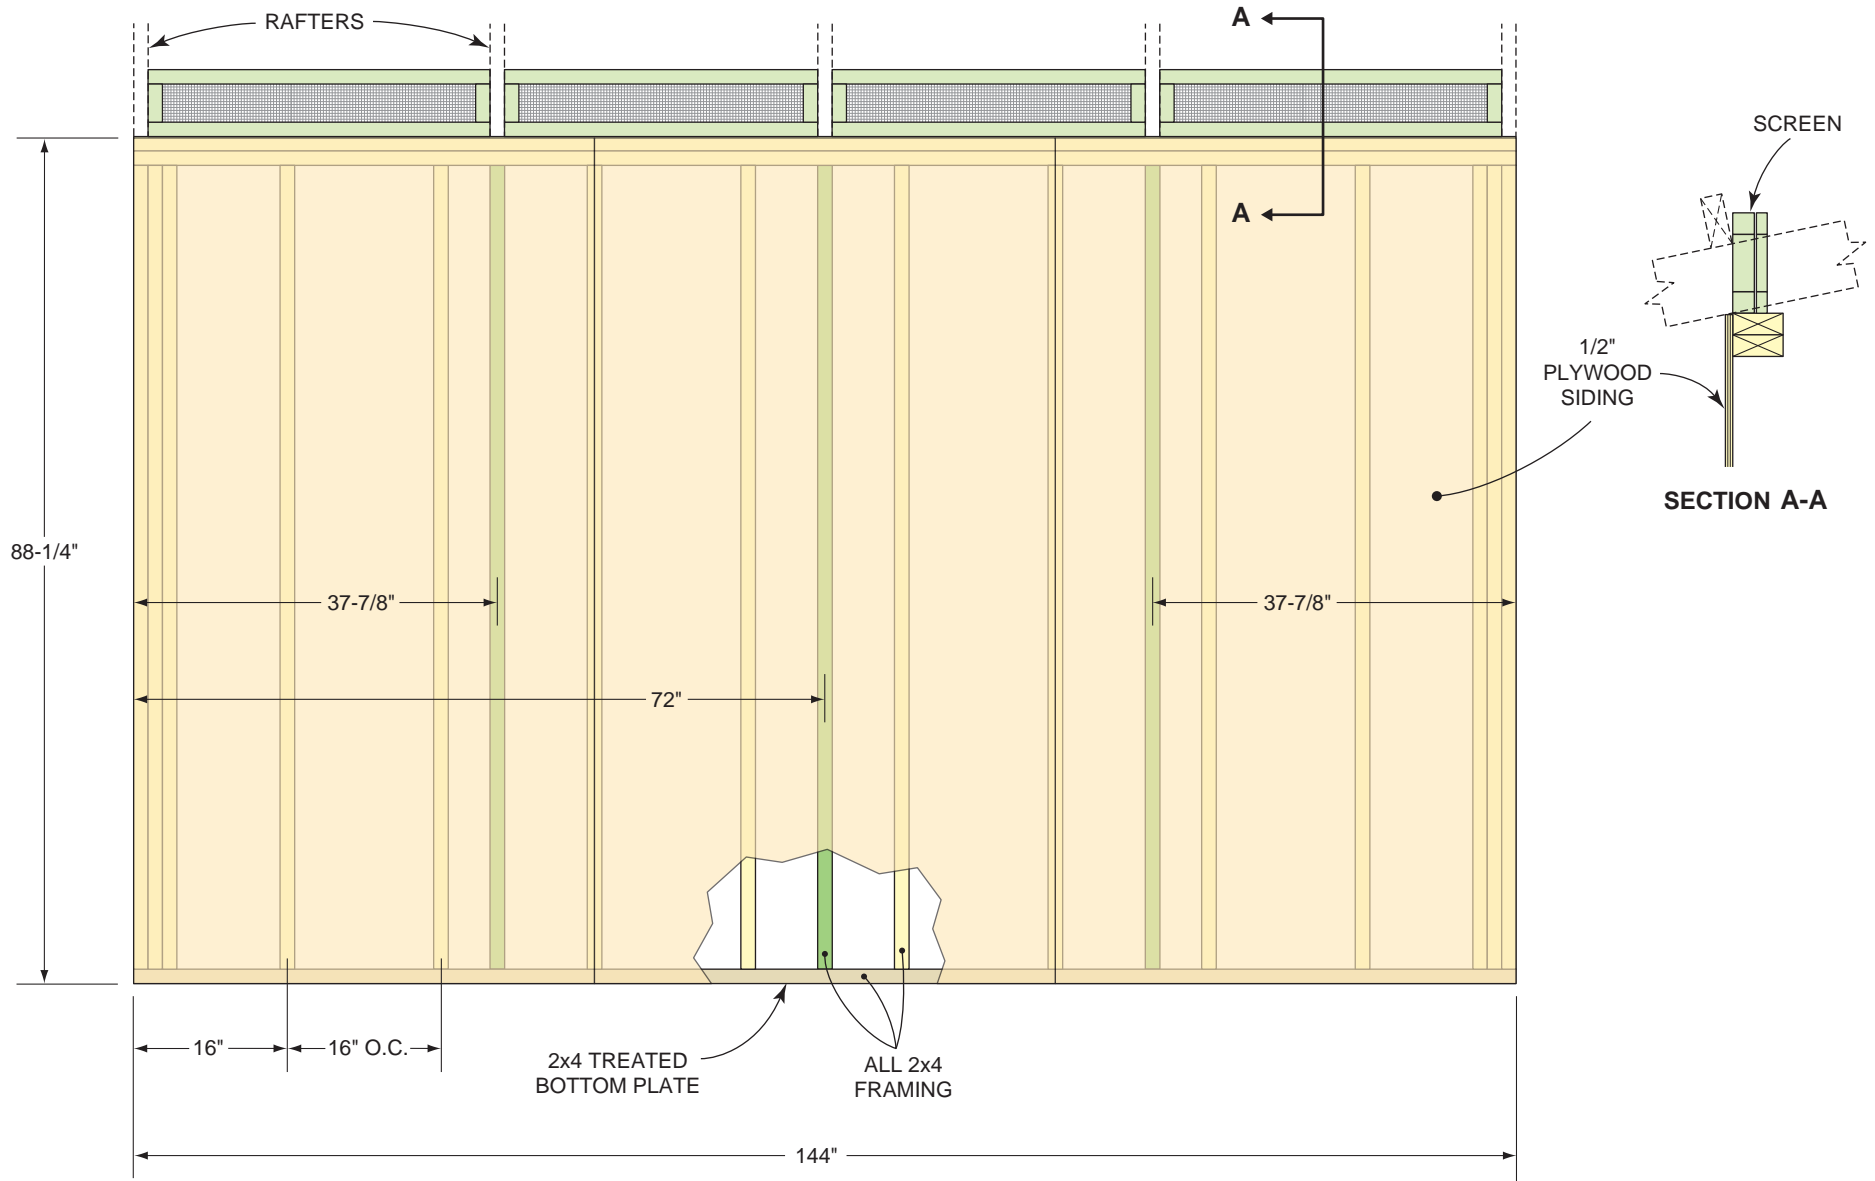 RAFTERS
A
A
SCREEN
1/2"
PLYWOOD
SIDING
SECTION A-A
88-1/4"
37-7/8"
37-7/8"
72"
16"
16" O.C.
2x4 TREATED
BOTTOM PLATE
ALL 2x4
FRAMING
144"